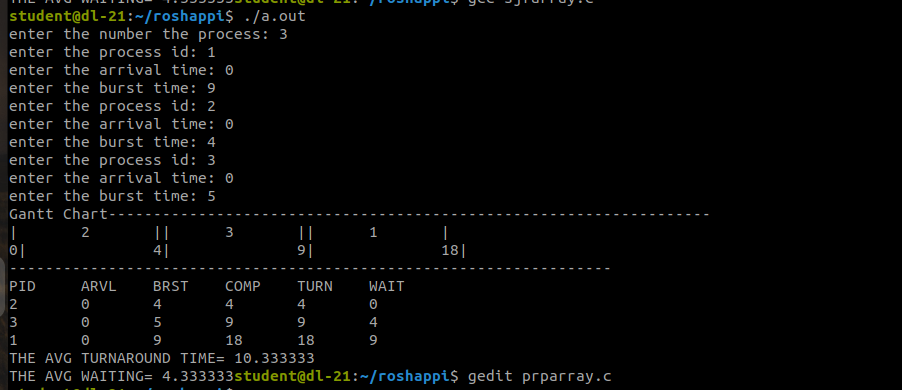 THE AVG WAITING= 4.333333student@dl-21:~/roshappi$ gcc sjfarray.c
student@dl-21:~/roshappi$ ./a.out
enter the number the process: 3
enter the process id: 1
enter the arrival time: 0
enter the burst time: 9
enter the process id: 2
enter the arrival time: 0
enter the burst time: 4
enter the process id: 3
enter the arrival time: 0
enter the burst time: 5
Gantt Chart-------------------------------------------------------------------
|       2       ||      3       ||      1       |
0|              4|              9|              18|
-------------------------------------------------------------------
PID     ARVL    BRST    COMP    TURN    WAIT
2       0       4       4       4       0
3       0       5       9       9       4
1       0       9       18      18      9
THE AVG TURNAROUND TIME= 10.333333
THE AVG WAITING= 4.333333student@dl-21:~/roshappi$ gedit prparray.c